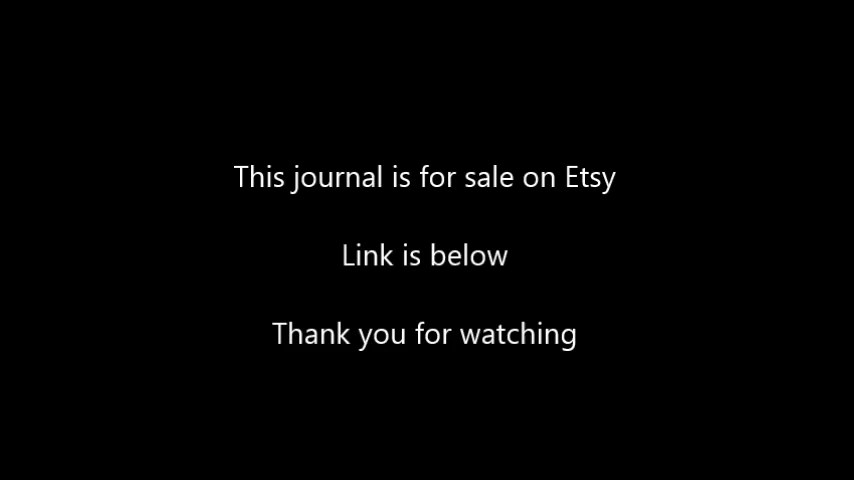 This journal is for sale on Etsy
Link is below
Thank you for watching